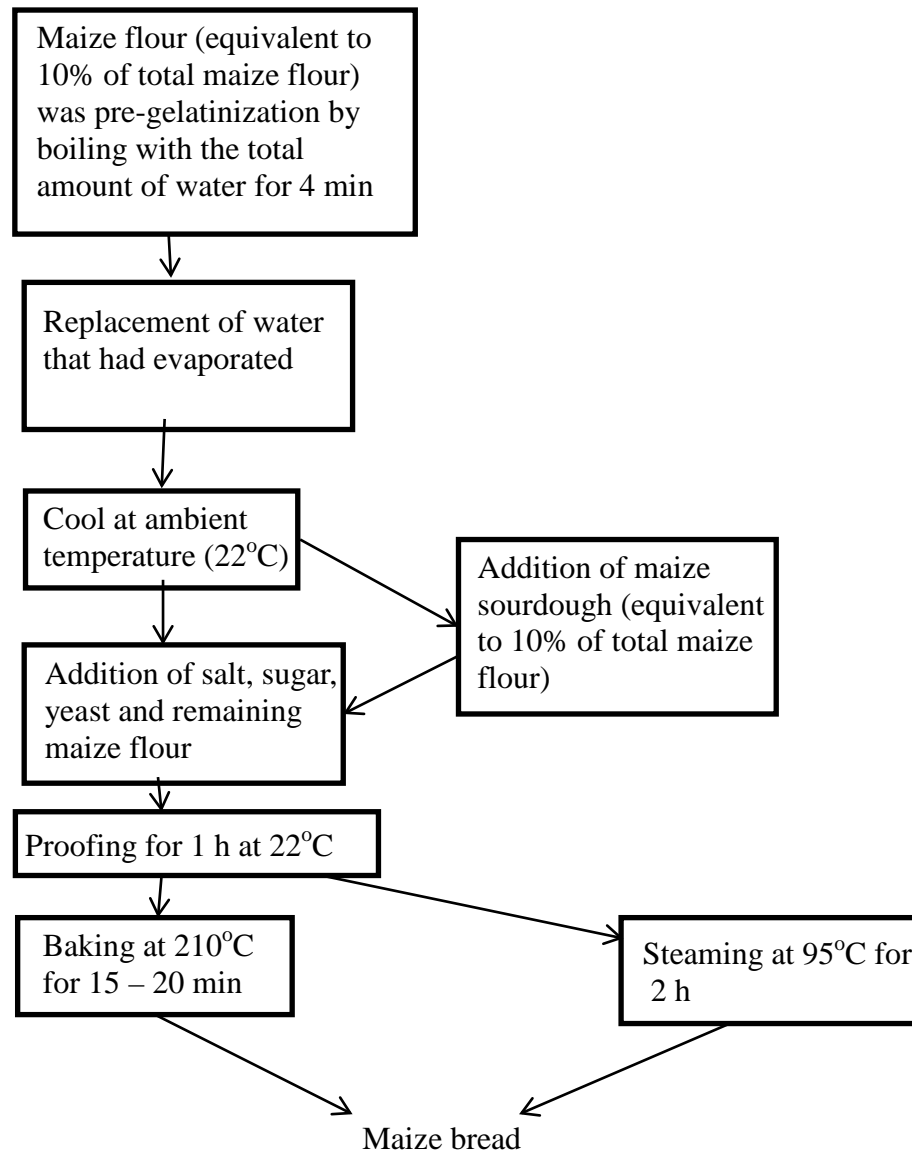 Maize flour (equivalent to
10% of total maize flour)
was pre-gelatinization by
boiling with the total
amount of water for 4 min
Replacement of water
that had evaporated
Cool at ambient
temperature (22°C)
Addition of maize
sourdough (equivalent
to 10% of total maize
flour)
Addition of salt, sugar,
yeast and remaining
maize flour
Proofing for 1 h at 22°C
Baking at 210°C
for 15 – 20 min
Steaming at 95°C for
2 h
Maize bread